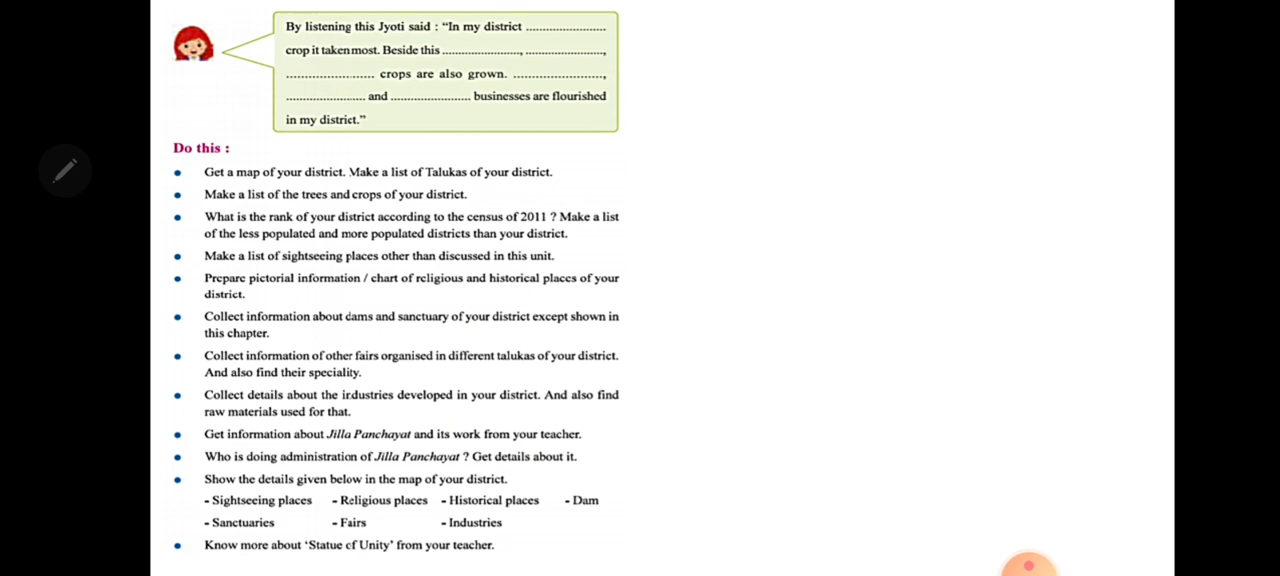 By listening this Jyoti said : “In my district ..........................
crop it taken most. Beside this .........................., ..........................,
............................ crops are also grown. ............................,
.......................... and .......................... businesses are flourished
in my district.”
Do this :
• Get a map of your district. Make a list of Talukas of your district.
• Make a list of the trees and crops of your district.
• What is the rank of your district according to the census of 2011 ? Make a list
of the less populated and more populated districts than your district.
• Make a list of sightseeing places other than discussed in this unit.
• Prepare pictorial information / chart of religious and historical places of your
district.
• Collect information about dams and sanctuary of your district except shown in
this chapter.
• Collect information of other fairs organised in different talukas of your district.
And also find their speciality.
• Collect details about the industries developed in your district. And also find
raw materials used for that.
• Get information about Jilla Panchayat and its work from your teacher.
• Who is doing administration of Jilla Panchayat ? Get details about it.
• Show the details given below in the map of your district.
- Sightseeing places - Religious places - Historical places - Dam
- Sanctuaries - Fairs - Industries
• Know more about ‘Statue of Unity’ from your teacher.